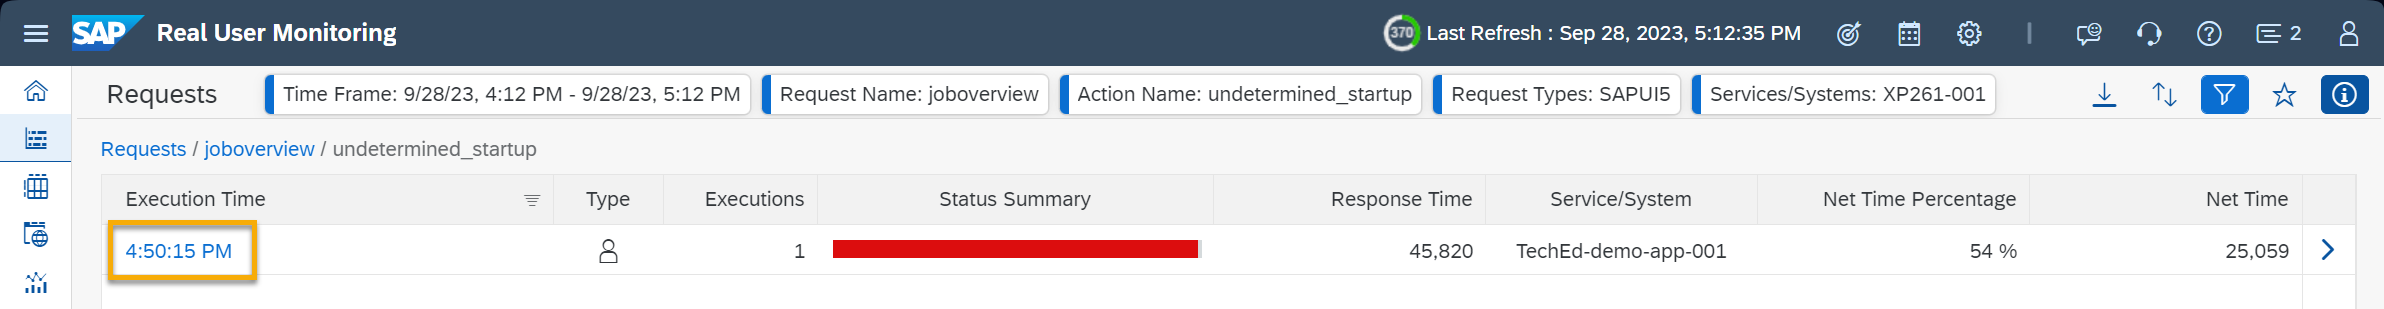 SAP Real User Monitoring 370 Last Refresh : Sep 28, 2023, 5:12:35 PM 2
Requests Time Frame: 9/28/23, 4:12 PM - 9/28/23, 5:12 PM Request Name: joboverview Action Name: undetermined_startup Request Types: SAPUI5 Services/Systems: XP261-001
Requests / joboverview / undetermined_startup
Execution Time Type Executions Status Summary Response Time Service/System Net Time Percentage Net Time
4:50:15 PM 1 45,820 TechEd-demo-app-001 54 % 25,059